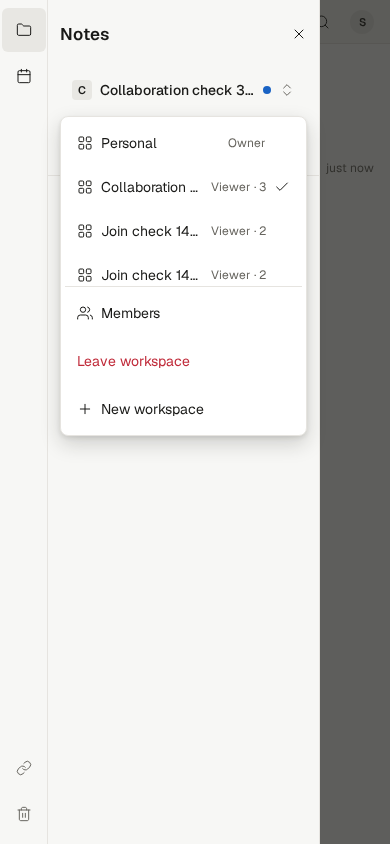 Notes
S
C Collaboration check 3...
just now
Personal Owner
Collaboration ... Viewer · 3
Join check 14... Viewer · 2
Join check 14... Viewer · 2
Members
Leave workspace
New workspace